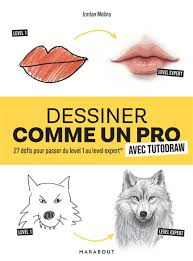 Jordan Molina
LEVEL 1
LEVEL EXPERT
DESSINER
COMME UN PRO
AVEC TUTODRAW
27 défis pour passer du level 1 au level expert*
LEVEL 1
LEVEL EXPERT
MARABOUT